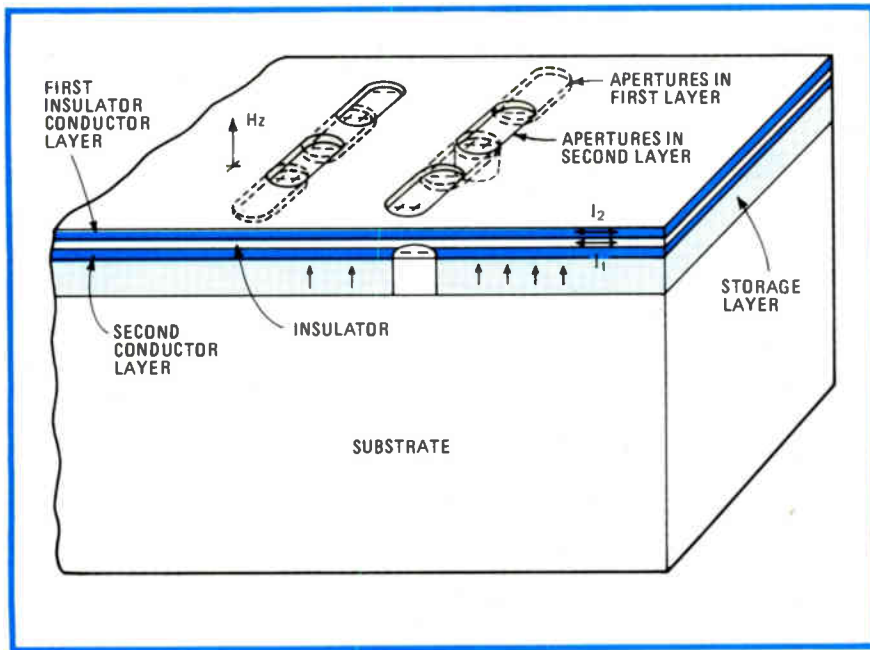 FIRST
INSULATOR
CONDUCTOR
LAYER
Hz
APERTURES IN
FIRST LAYER
APERTURES IN
SECOND LAYER
I2
I1
STORAGE
LAYER
SECOND
CONDUCTOR
LAYER
INSULATOR
SUBSTRATE